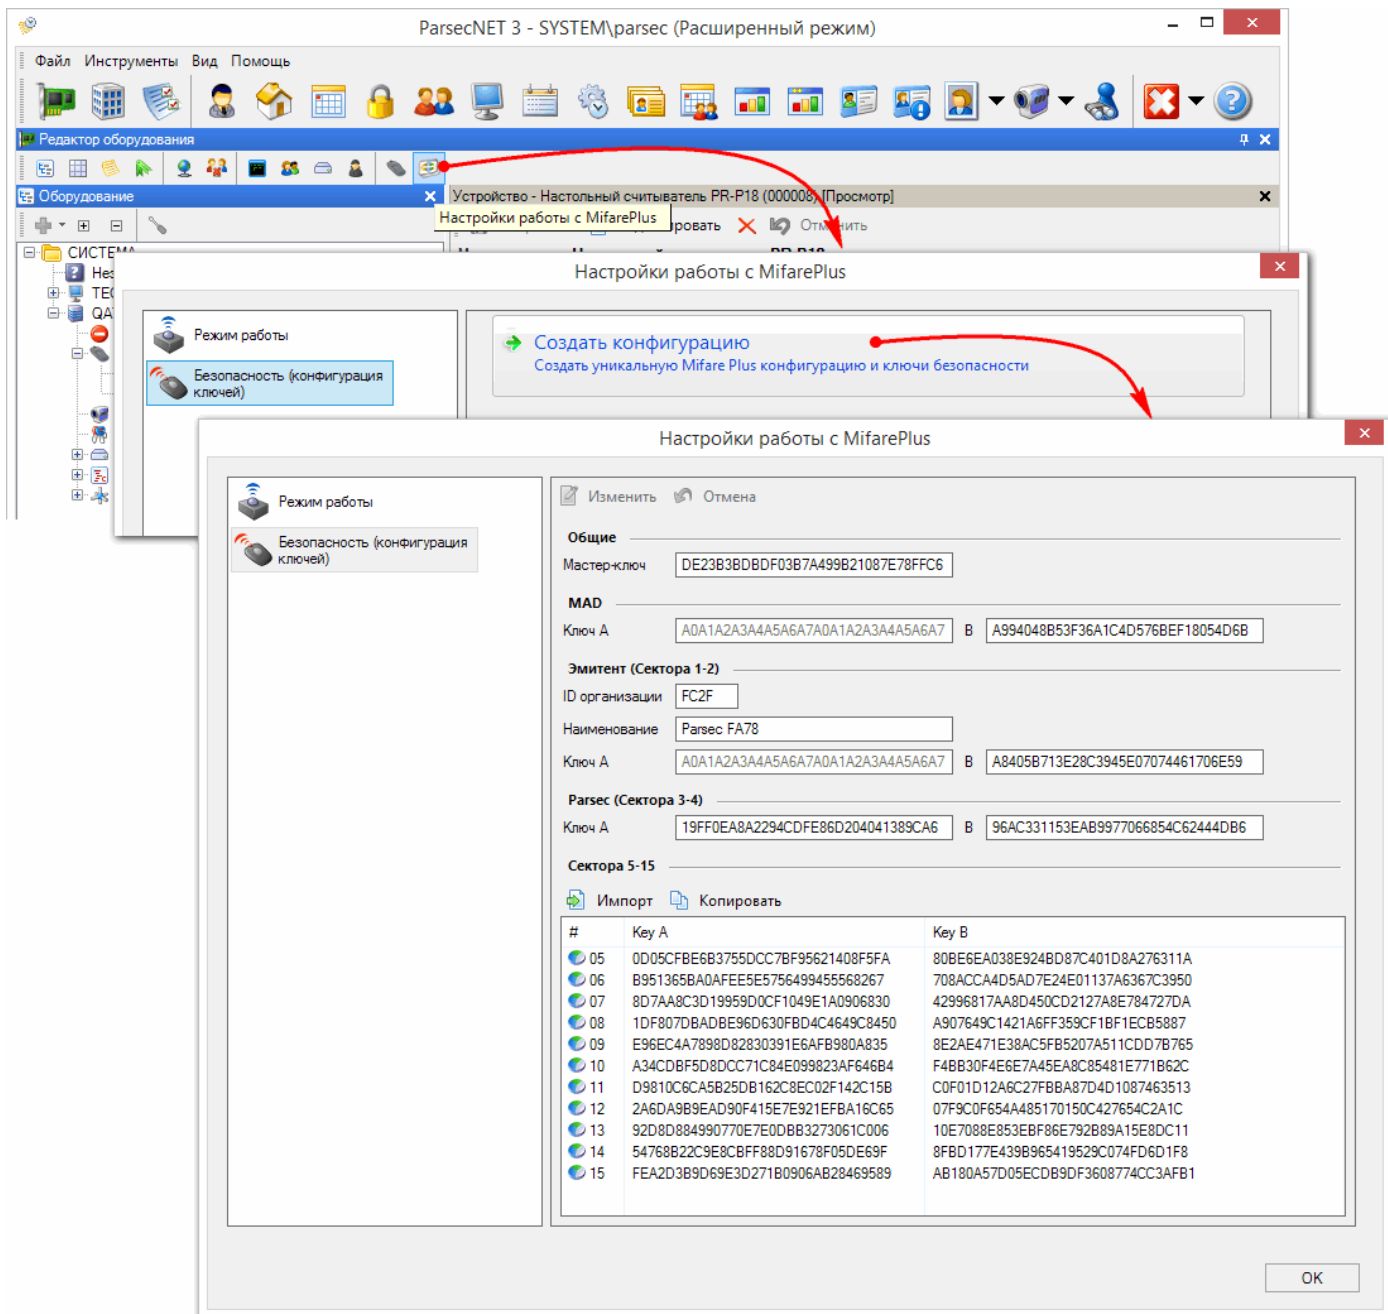 ParsecNET 3 - SYSTEM\parsec (Расширенный режим)
Файл Инструменты Вид Помощь
Редактор оборудования
Оборудование
Устройство - Настольный считыватель PR-P18 (000008) [Просмотр]
Настройки работы с MifarePlus
ровать Отменить
СИСТЕМА
Нез
TEC
QA
Настройки работы с MifarePlus
Режим работы
Безопасность (конфигурация
ключей)
Создать конфигурацию
Создать уникальную Mifare Plus конфигурацию и ключи безопасности
Настройки работы с MifarePlus
Режим работы
Безопасность (конфигурация
ключей)
Изменить Отмена
Общие
Мастер-ключ DE23B3BDBDF03B7A499B21087E78FFC6
MAD
Ключ A A0A1A2A3A4A5A6A7A0A1A2A3A4A5A6A7 B A994048B53F36A1C4D576BEF18054D6B
Эмитент (Сектора 1-2)
ID организации FC2F
Наименование Parsec FA78
Ключ A A0A1A2A3A4A5A6A7A0A1A2A3A4A5A6A7 B A8405B713E28C3945E07074461706E59
Parsec (Сектора 3-4)
Ключ A 19FF0EA8A2294CDFE86D204041389CA6 B 96AC331153EAB9977066854C62444DB6
Сектора 5-15
Импорт Копировать
# Key A Key B
05 0D05CFBE6B3755DCC7BF95621408F5FA 80BE6EA038E924BD87C401D8A276311A
06 B951365BA0AFEE5E5756499455568267 708ACCA4D5AD7E24E01137A6367C3950
07 8D7AA8C3D19959D0CF1049E1A0906830 42996817AA8D450CD2127A8E784727DA
08 1DF807DBADBE96D630FBD4C4649C8450 A907649C1421A6FF359CF1BF1ECB5887
09 E96EC4A7898D82830391E6AFB980A835 8E2AE471E38AC5FB5207A511CDD7B765
10 A34CDBF5D8DCC71C84E099823AF646B4 F4BB30F4E6E7A45EA8C85481E771B62C
11 D9810C6CA5B25DB162C8EC02F142C15B C0F01D12A6C27FBBA87D4D1087463513
12 2A6DA9B9EAD90F415E7E921EFBA16C65 07F9C0F654A485170150C427654C2A1C
13 92D8D884990770E7E0DBB3273061C006 10E7088E853EBF86E792B89A15E8DC11
14 54768B22C9E8CBFF88D91678F05DE69F 8FBD177E439B965419529C074FD6D1F8
15 FEA2D3B9D69E3D271B0906AB28469589 AB180A57D05ECDB9DF3608774CC3AFB1
OK